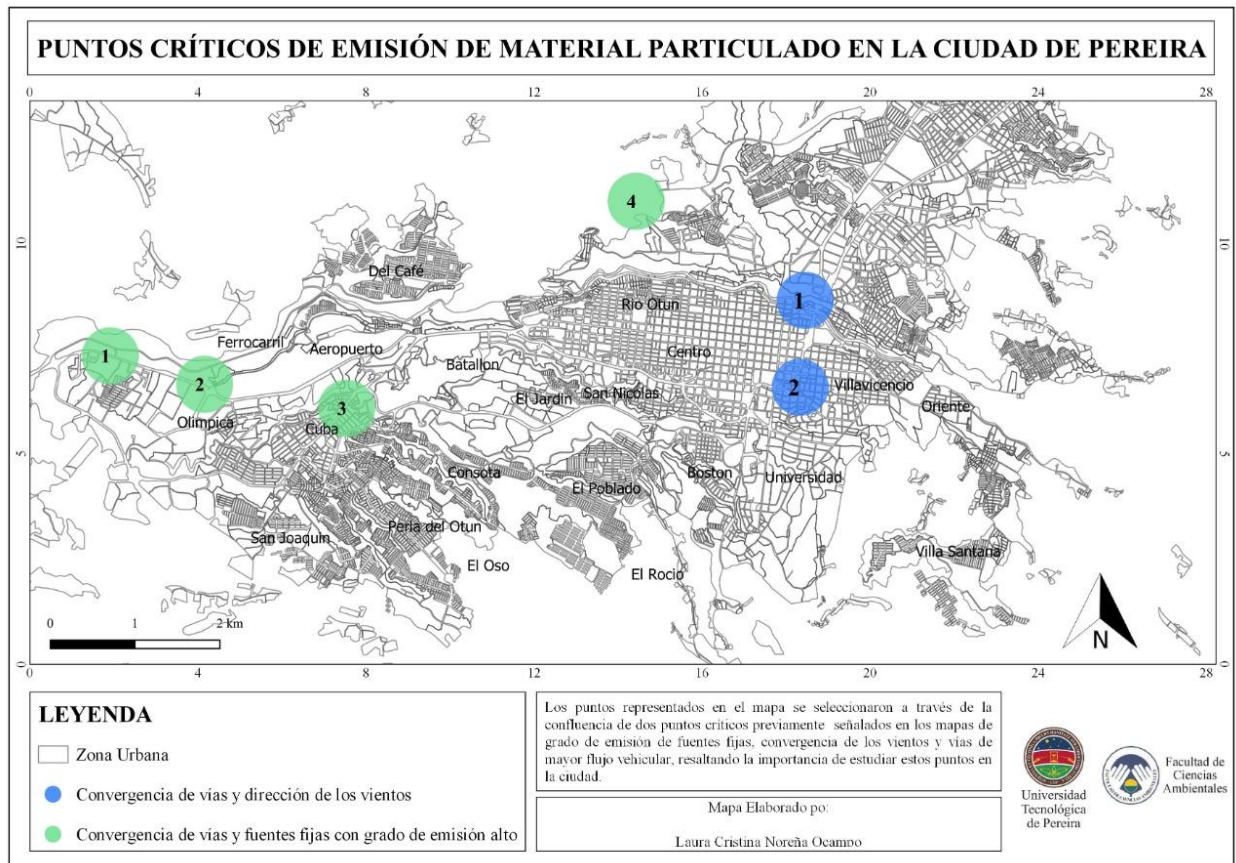 PUNTOS CRÍTICOS DE EMISIÓN DE MATERIAL PARTICULADO EN LA CIUDAD DE PEREIRA
0 4 8 12 16 20 24 28
4
10 10
Del Café
1
Rio Otun
Ferrocarril
Aeropuerto
1
Centro
Batallon
2
2
Villavicencio
El Jardin
San Nicolas
3
Oriente
Olimpica
Cuba
5 5
Consota
Boston
Universidad
El Poblado
Perla del Otun
San Joaquin
Villa Santana
El Oso
El Rocio
0 1 2 km
N
0 0
4 8 12 16 20 24 28
LEYENDA
Zona Urbana
Convergencia de vías y dirección de los vientos
Convergencia de vías y fuentes fijas con grado de emisión alto
Los puntos representados en el mapa se seleccionaron a través de la
confluencia de dos puntos críticos previamente señalados en los mapas de
grado de emisión de fuentes fijas, convergencia de los vientos y vías de
mayor flujo vehicular, resaltando la importancia de estudiar estos puntos en
la ciudad.
Mapa Elaborado po:
Laura Cristina Noreña Ocampo
Universidad
Tecnológica
de Pereira
Facultad de
Ciencias
Ambientales